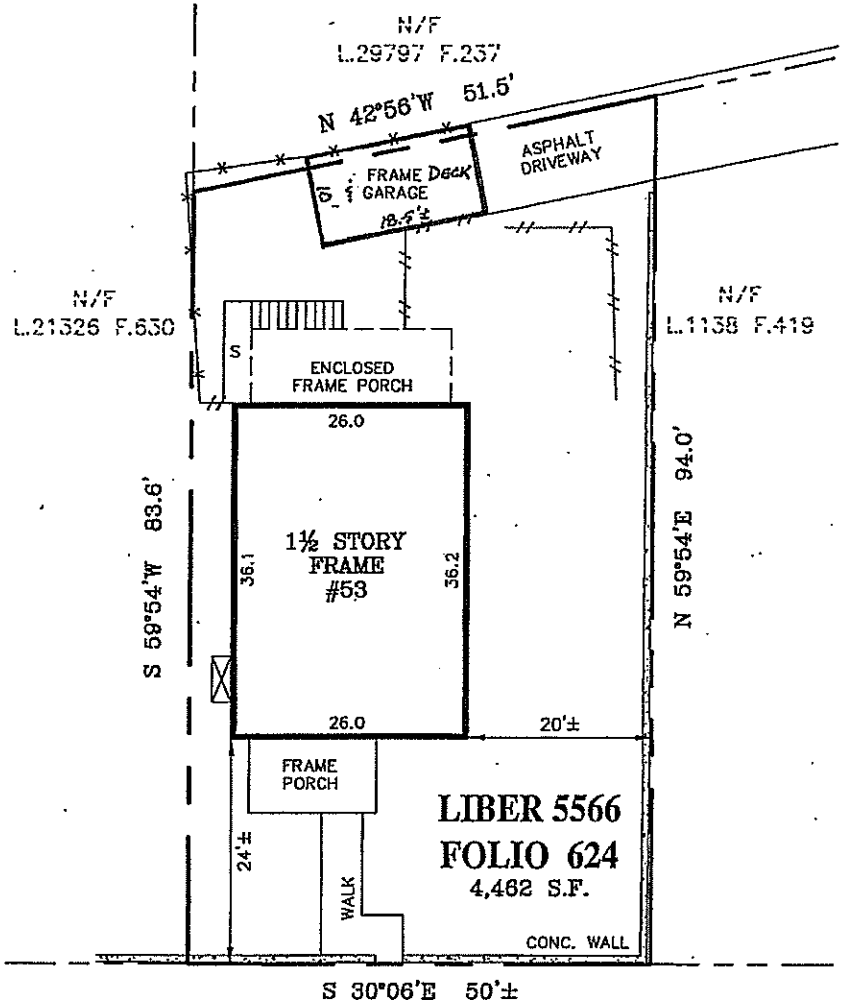 N/F
L.29797 F.237
N 42°56'W 51.5'
ASPHALT
DRIVEWAY
FRAME DECK
GARAGE
18.5'±
N/F
L.21326 F.630
N/F
L.1138 F.419
S
ENCLOSED
FRAME PORCH
26.0
S 59°54'W 83.6'
36.1
1½ STORY
FRAME
#53
36.2
N 59°54'E 94.0'
26.0
20'±
FRAME
PORCH
24'±
LIBER 5566
FOLIO 624
4,462 S.F.
WALK
CONC. WALL
S 30°06'E 50'±